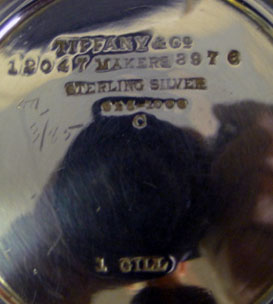 TIFFANY & Co
12047 MAKERS 3976
STERLING SILVER
925-1000
C
1 GILL